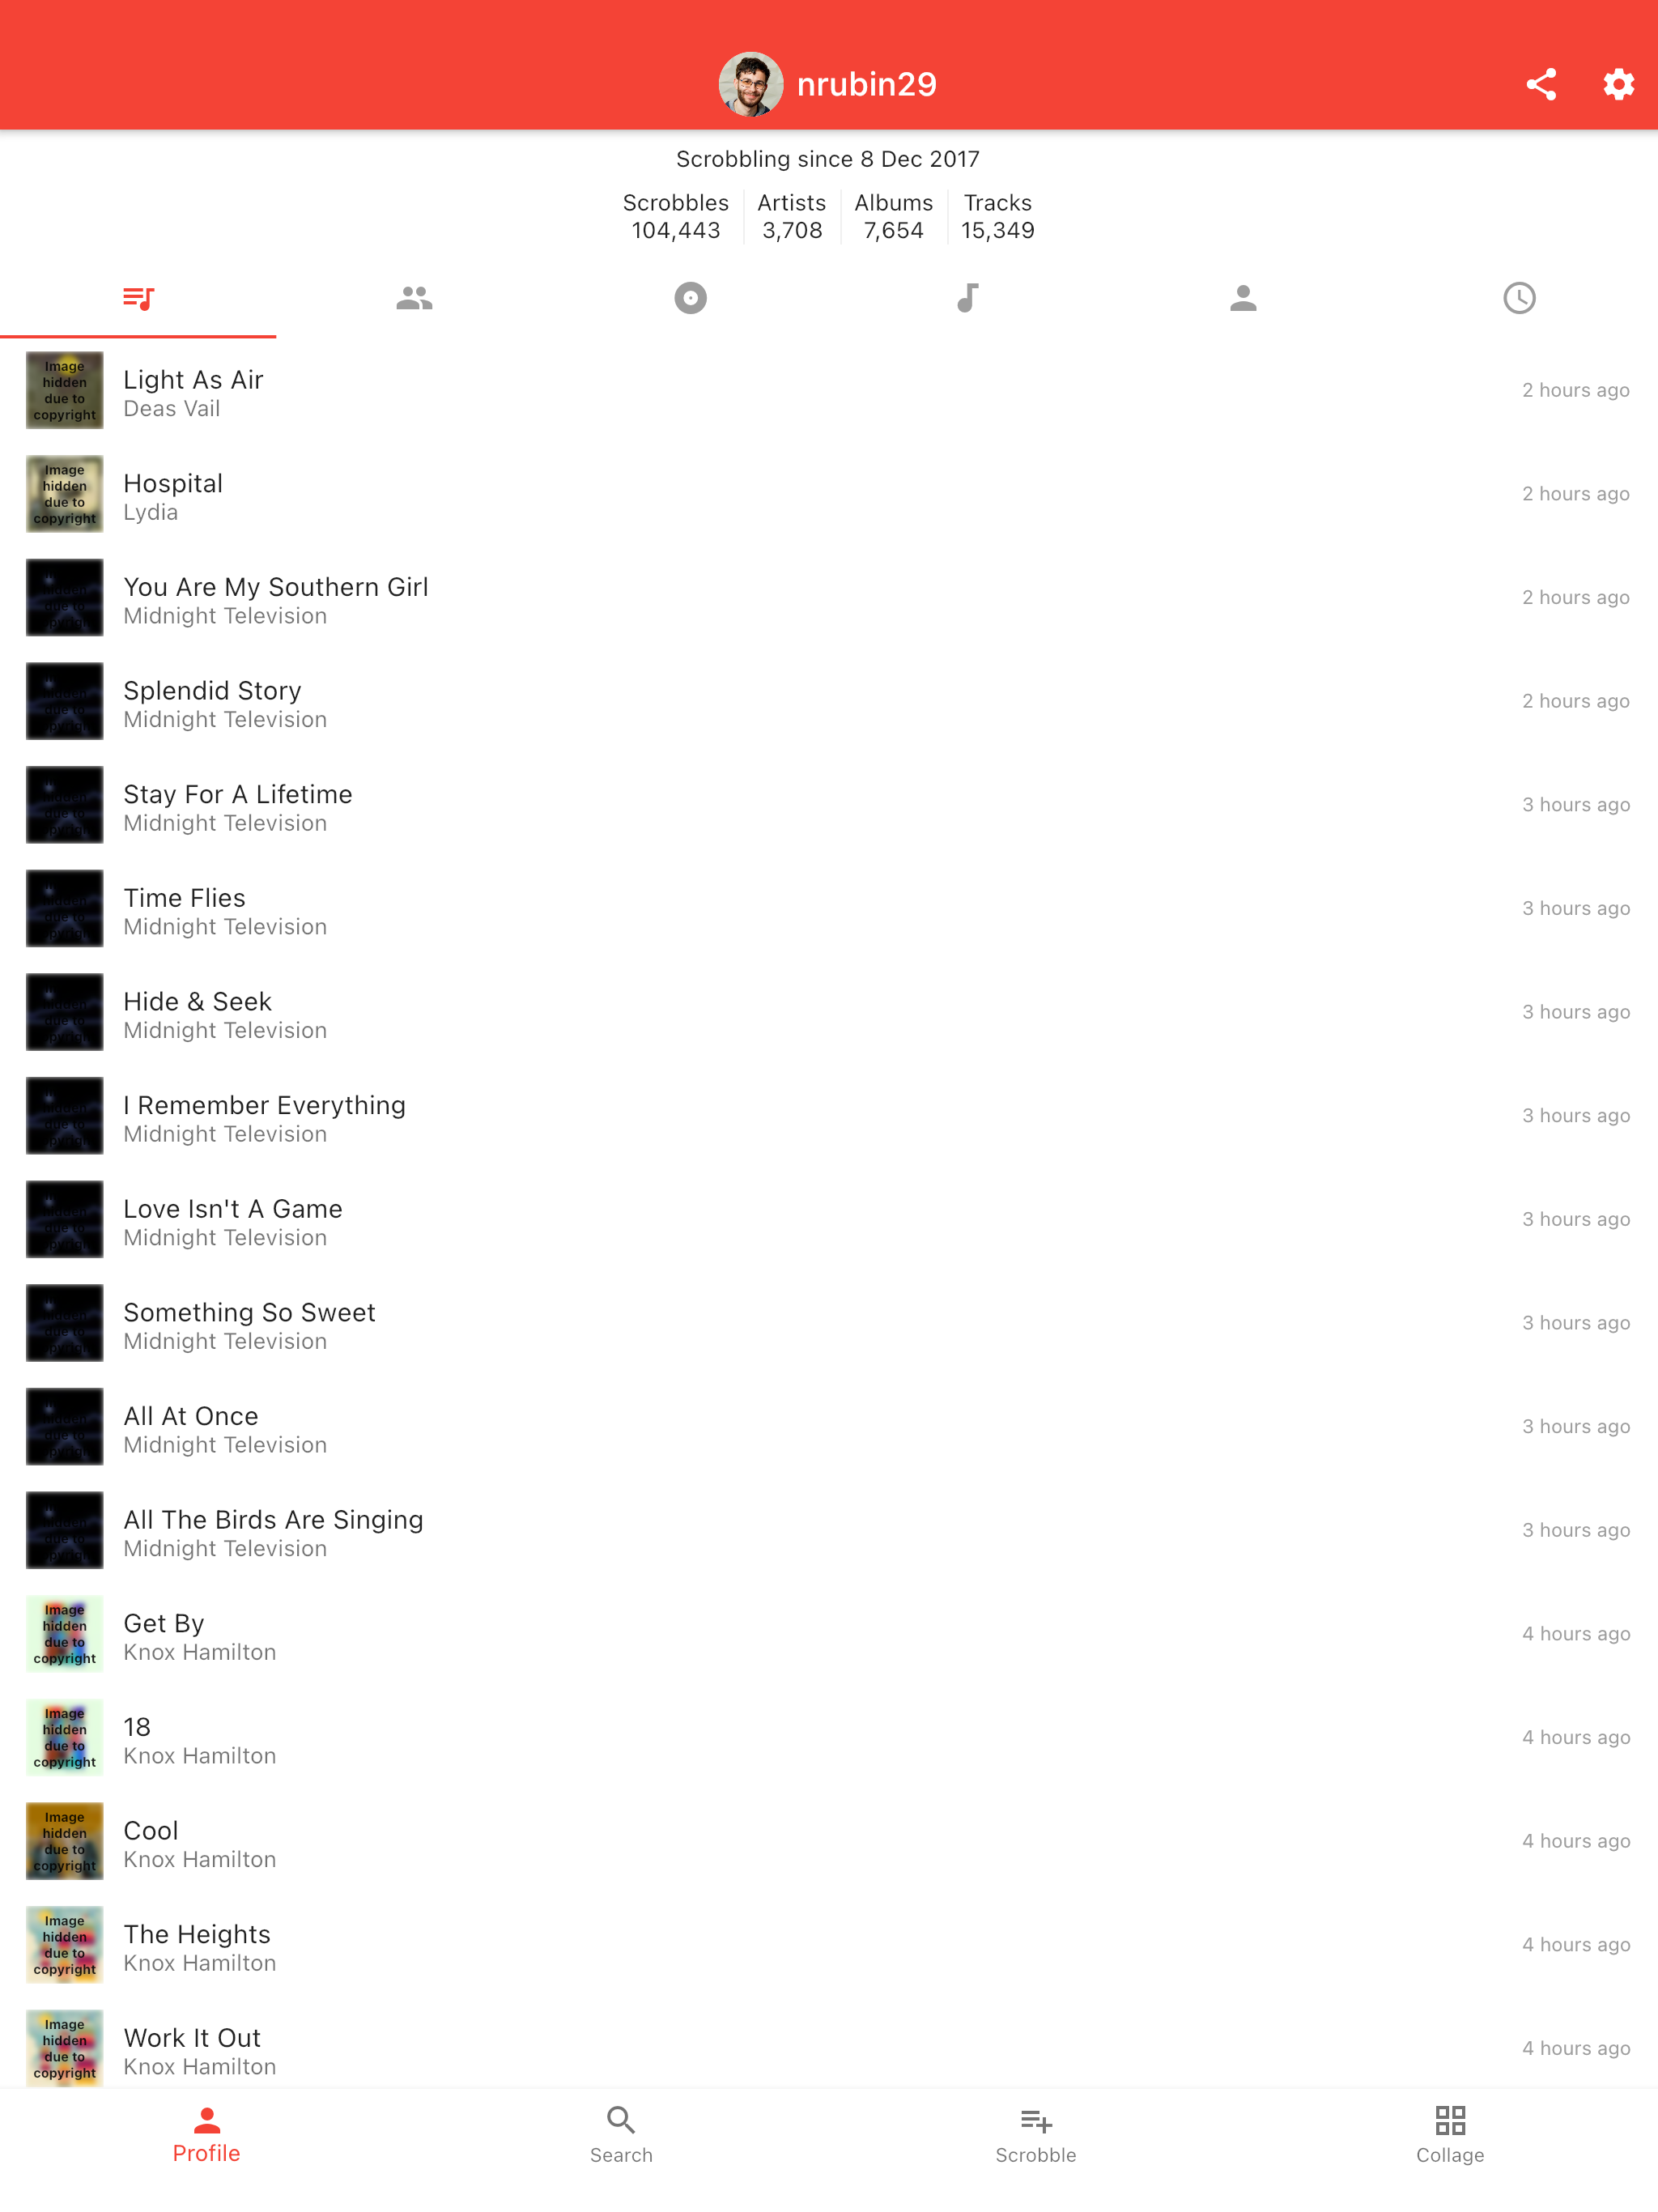 nrubin29
Scrobbling since 8 Dec 2017
Scrobbles Artists Albums Tracks
104,443 3,708 7,654 15,349
Image
hidden
due to
copyright
Light As Air
Deas Vail
2 hours ago
Image
hidden
due to
copyright
Hospital
Lydia
2 hours ago
You Are My Southern Girl
Midnight Television
2 hours ago
Splendid Story
Midnight Television
2 hours ago
Stay For A Lifetime
Midnight Television
3 hours ago
Time Flies
Midnight Television
3 hours ago
Hide & Seek
Midnight Television
3 hours ago
I Remember Everything
Midnight Television
3 hours ago
Love Isn't A Game
Midnight Television
3 hours ago
Something So Sweet
Midnight Television
3 hours ago
All At Once
Midnight Television
3 hours ago
All The Birds Are Singing
Midnight Television
3 hours ago
Image
hidden
due to
copyright
Get By
Knox Hamilton
4 hours ago
Image
hidden
due to
copyright
18
Knox Hamilton
4 hours ago
Image
hidden
due to
copyright
Cool
Knox Hamilton
4 hours ago
Image
hidden
due to
copyright
The Heights
Knox Hamilton
4 hours ago
Image
hidden
due to
copyright
Work It Out
Knox Hamilton
4 hours ago
Profile Search Scrobble Collage